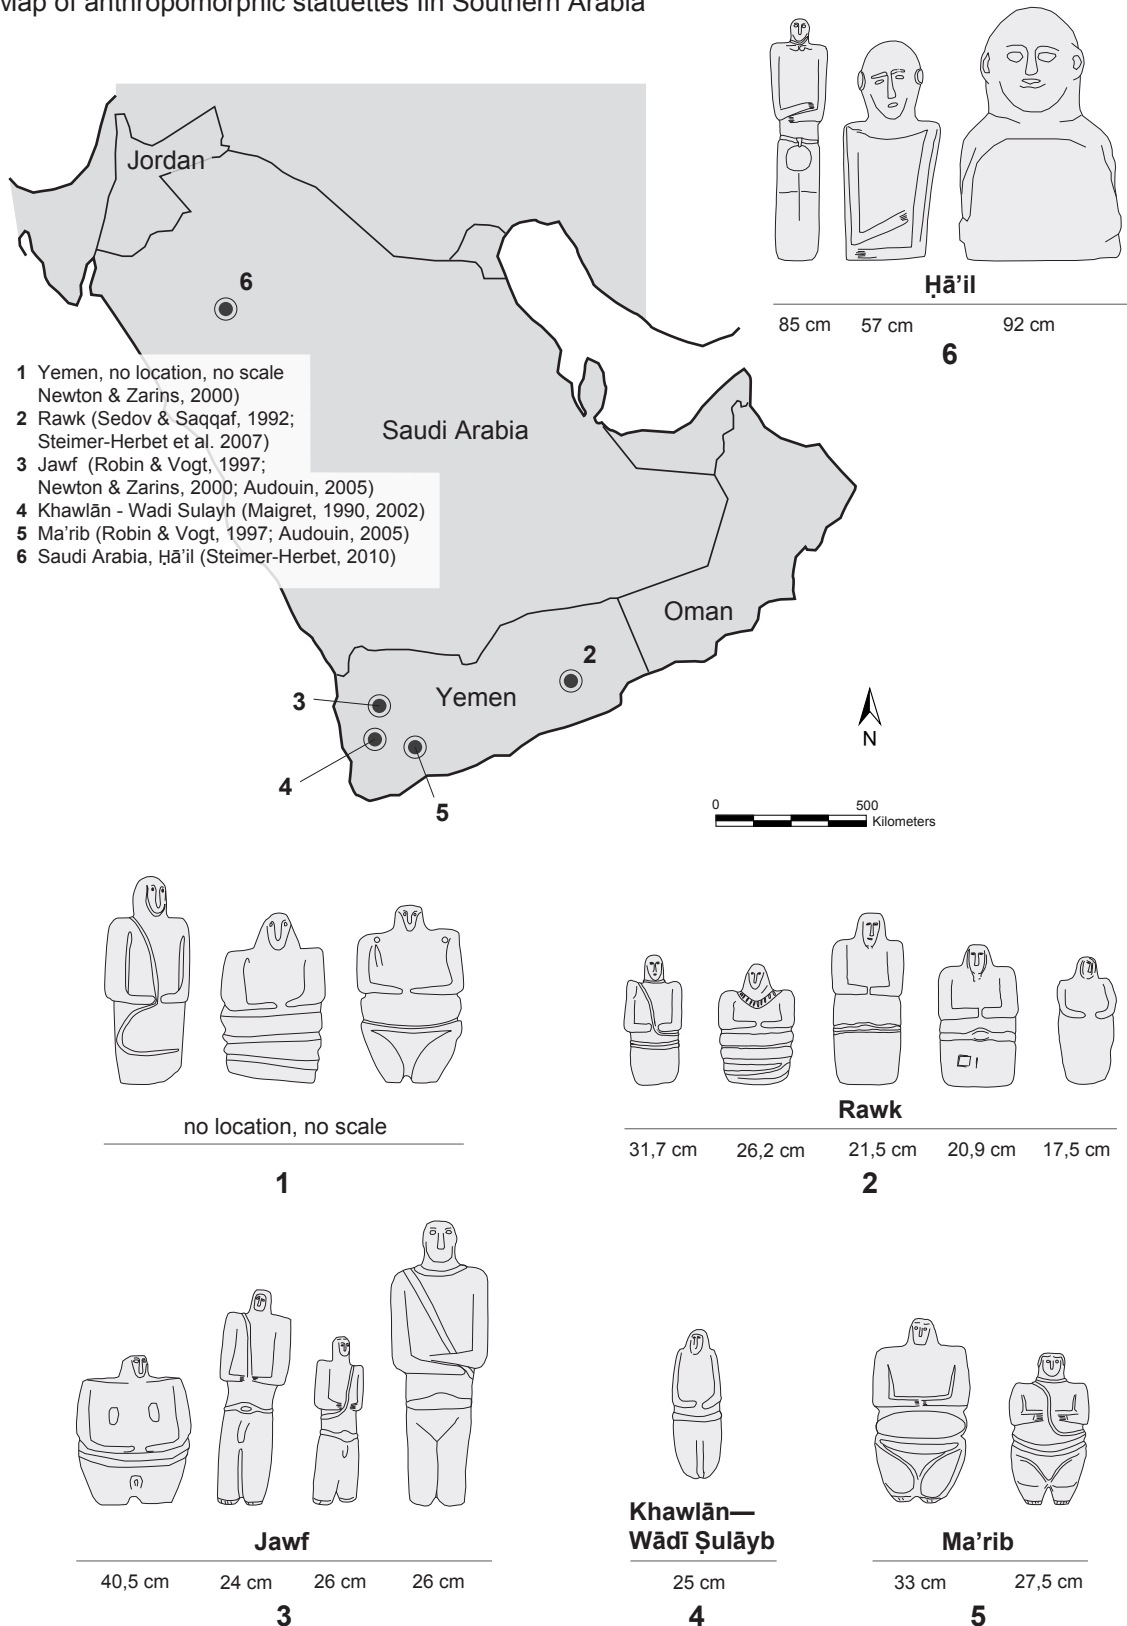 Map of anthropomorphic statuettes fiin Southern Arabia
Jordan
6
1 Yemen, no location, no scale
Newton & Zarins, 2000)
2 Rawk (Sedov & Saqqaf, 1992;
Steimer-Herbet et al. 2007)
3 Jawf (Robin & Vogt, 1997;
Newton & Zarins, 2000; Audouin, 2005)
4 Khawlān - Wadi Sulayh (Maigret, 1990, 2002)
5 Ma'rib (Robin & Vogt, 1997; Audouin, 2005)
6 Saudi Arabia, Ḥā'il (Steimer-Herbet, 2010)
Saudi Arabia
Oman
Yemen
2
3
4
5
N
0 500
Kilometers
Ḥā'il
85 cm 57 cm 92 cm
6
no location, no scale
1
Rawk
31,7 cm 26,2 cm 21,5 cm 20,9 cm 17,5 cm
2
Jawf
40,5 cm 24 cm 26 cm 26 cm
3
Khawlān—
Wādī Ṣulāyb
25 cm
4
Ma'rib
33 cm 27,5 cm
5